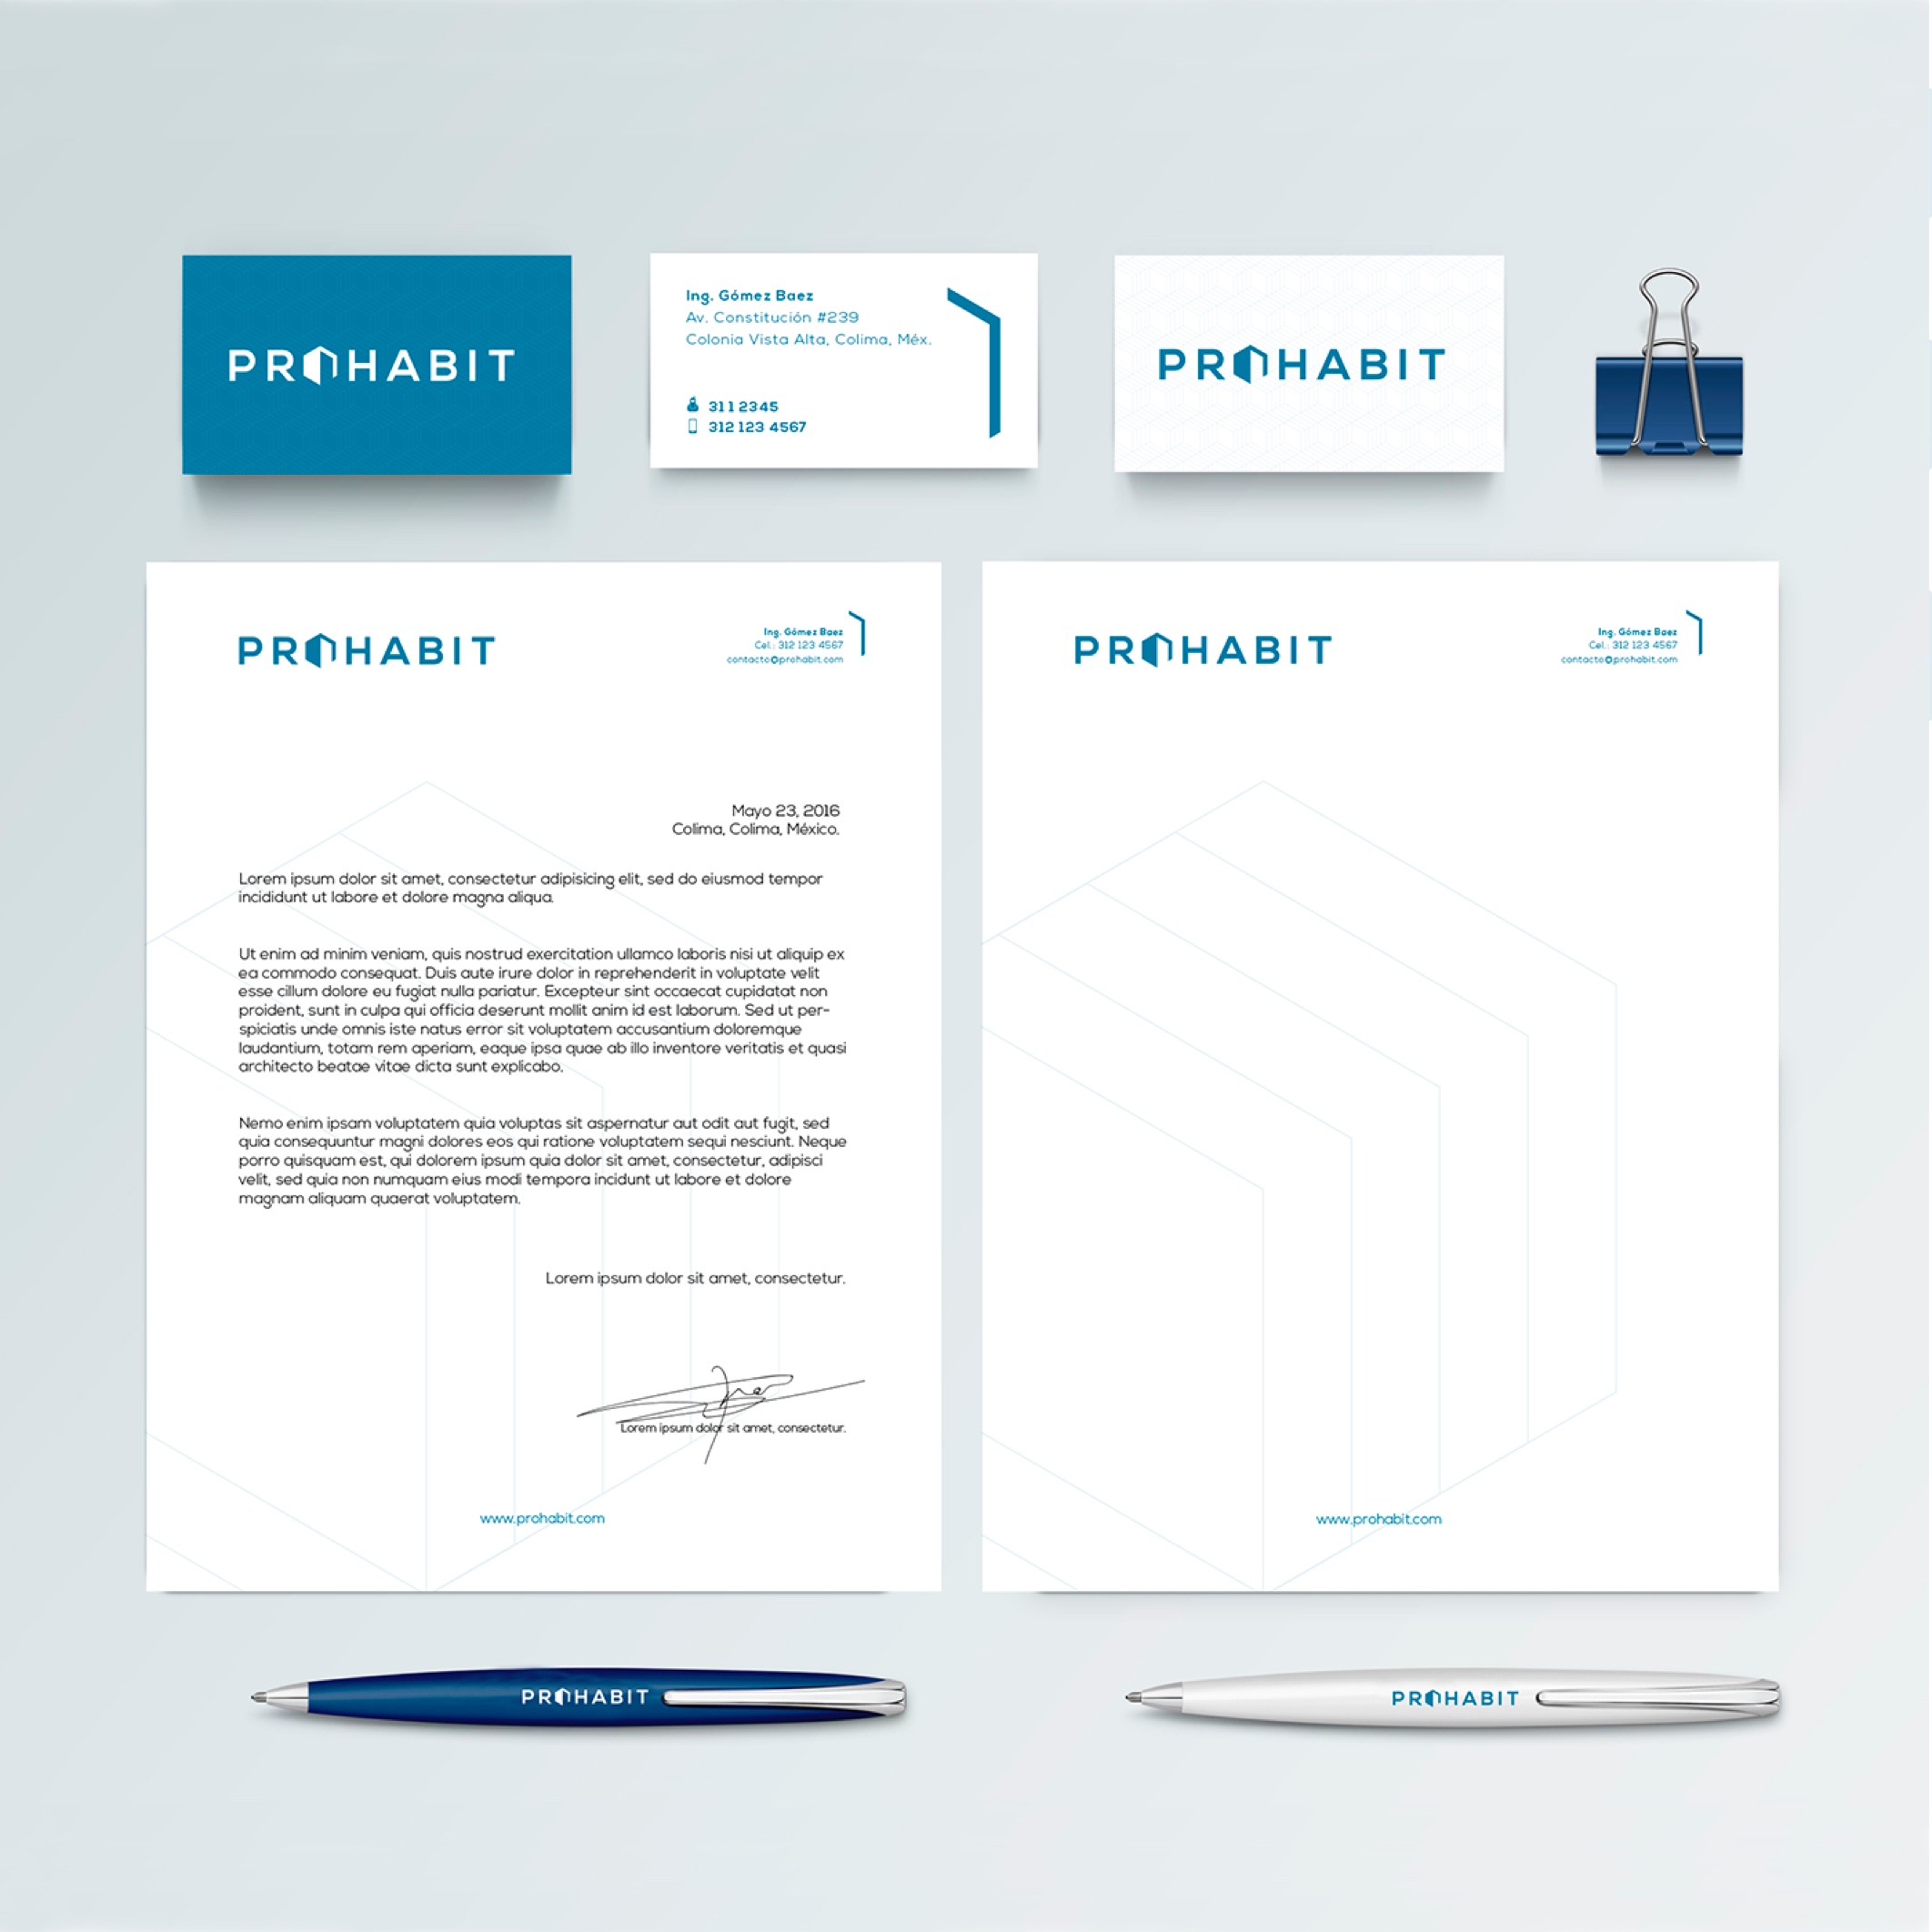 PROHABIT
Ing. Gómez Baez
Av. Constitución #239
Colonia Vista Alta, Colima, Méx.
311 2345
312 123 4567
PROHABIT
PROHABIT
Ing. Gómez Baez
Cel.: 312 123 4567
contacto@prohabit.com
Mayo 23, 2016
Colima, Colima, México.
Lorem ipsum dolor sit amet, consectetur adipisicing elit, sed do eiusmod tempor
incididunt ut labore et dolore magna aliqua.
Ut enim ad minim veniam, quis nostrud exercitation ullamco laboris nisi ut aliquip ex
ea commodo consequat. Duis aute irure dolor in reprehenderit in voluptate velit
esse cillum dolore eu fugiat nulla pariatur. Excepteur sint occaecat cupidatat non
proident, sunt in culpa qui officia deserunt mollit anim id est laborum. Sed ut per-
spiciatis unde omnis iste natus error sit voluptatem accusantium doloremque
laudantium, totam rem aperiam, eaque ipsa quae ab illo inventore veritatis et quasi
architecto beatae vitae dicta sunt explicabo.
Nemo enim ipsam voluptatem quia voluptas sit aspernatur aut odit aut fugit, sed
quia consequuntur magni dolores eos qui ratione voluptatem sequi nesciunt. Neque
porro quisquam est, qui dolorem ipsum quia dolor sit amet, consectetur, adipisci
velit, sed quia non numquam eius modi tempora incidunt ut labore et dolore
magnam aliquam quaerat voluptatem.
Lorem ipsum dolor sit amet, consectetur.
Lorem ipsum dolor sit amet, consectetur.
www.prohabit.com
PROHABIT
Ing. Gómez Baez
Cel.: 312 123 4567
contacto@prohabit.com
www.prohabit.com
PROHABIT
PROHABIT